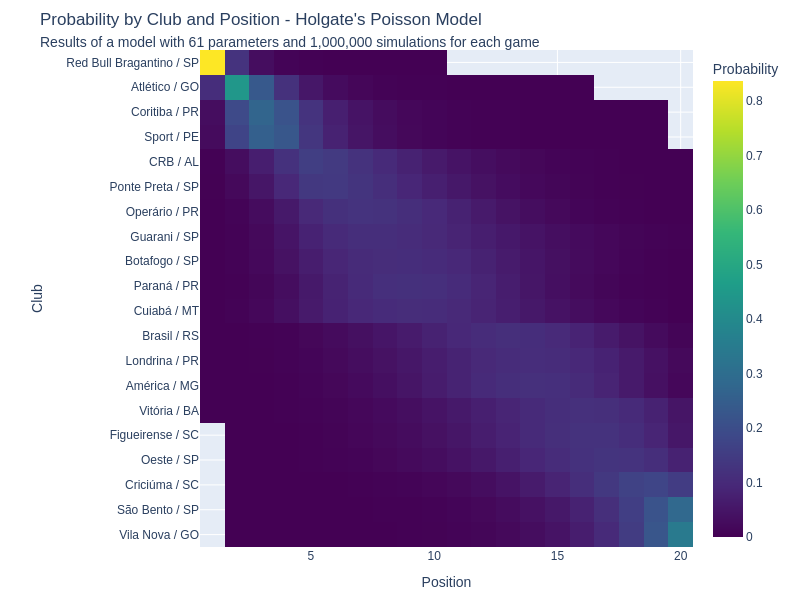 Probability by Club and Position - Holgate's Poisson Model
Results of a model with 61 parameters and 1,000,000 simulations for each game
Probability
Club
Red Bull Bragantino / SP
Atlético / GO
Coritiba / PR
Sport / PE
CRB / AL
Ponte Preta / SP
Operário / PR
Guarani / SP
Botafogo / SP
Paraná / PR
Cuiabá / MT
Brasil / RS
Londrina / PR
América / MG
Vitória / BA
Figueirense / SC
Oeste / SP
Criciúma / SC
São Bento / SP
Vila Nova / GO
0.8
0.7
0.6
0.5
0.4
0.3
0.2
0.1
0
5
10
15
20
Position